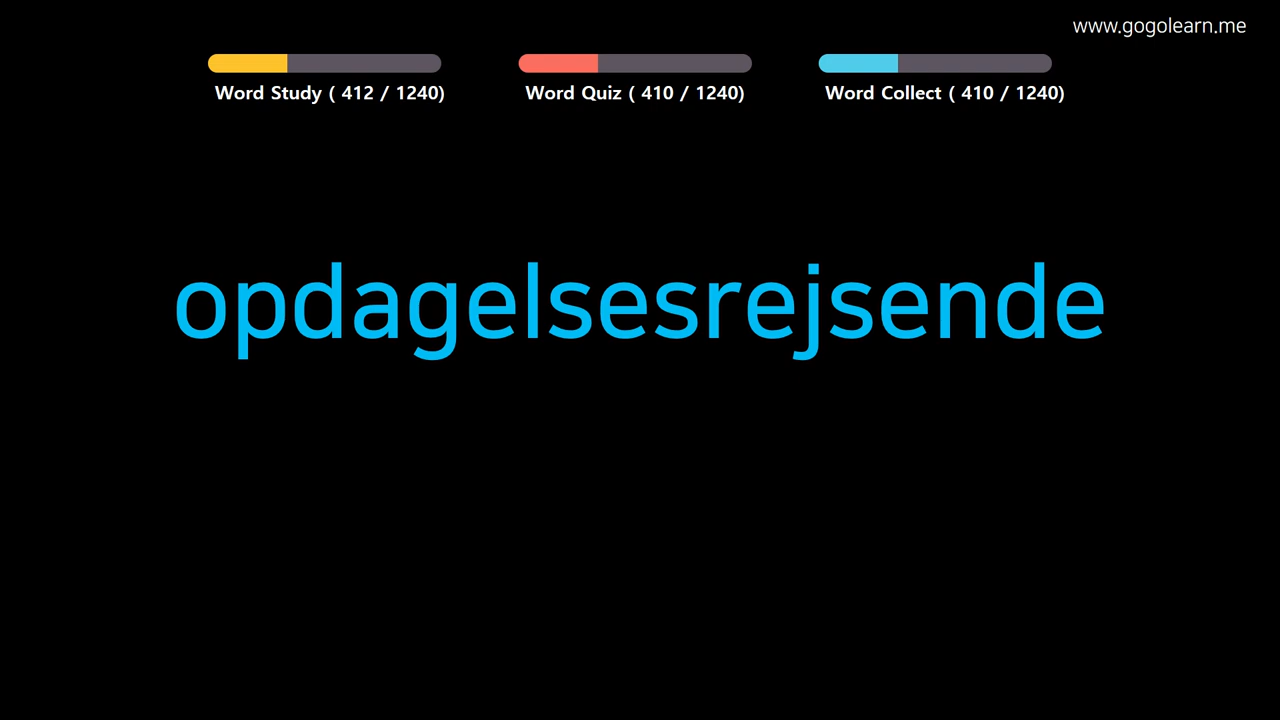 www.gogolearn.me
Word Study ( 412 / 1240)
Word Quiz ( 410 / 1240)
Word Collect ( 410 / 1240)
opdagelsesrejsende